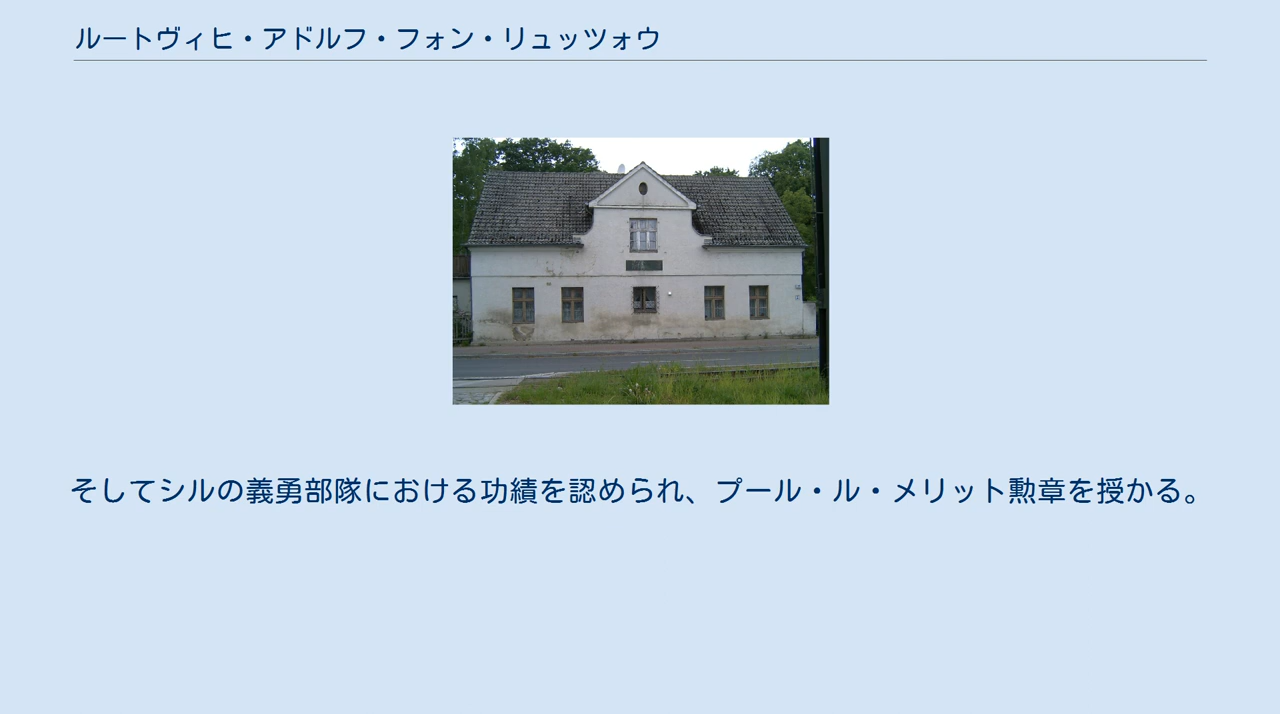 ルートヴィヒ・アドルフ・フォン・リュッツォウ
そしてシルの義勇部隊における功績を認められ、プール・ル・メリット勲章を授かる。